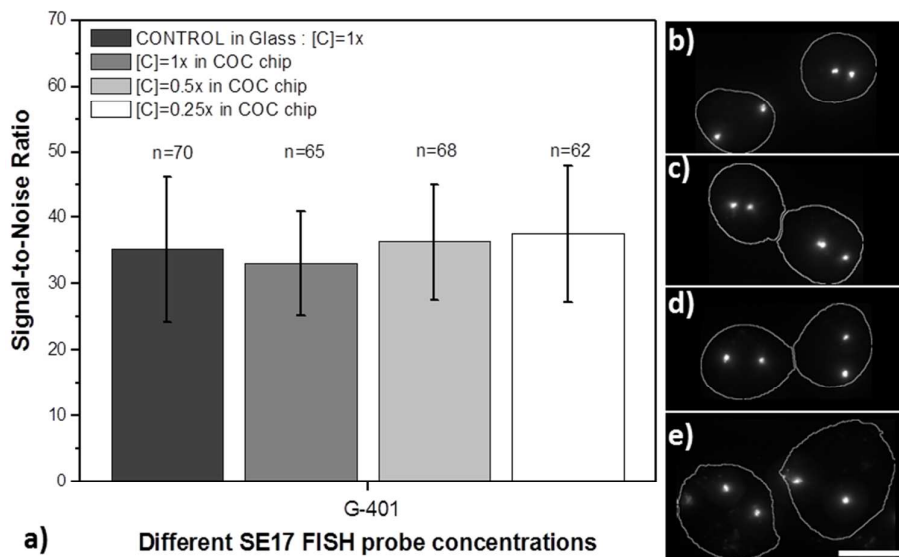 70
60
50
40
30
20
10
0
Signal-to-Noise Ratio
CONTROL in Glass : [C]=1x
[C]=1x in COC chip
[C]=0.5x in COC chip
[C]=0.25x in COC chip
n=70
n=65
n=68
n=62
G-401
a)
Different SE17 FISH probe concentrations
b)
c)
d)
e)